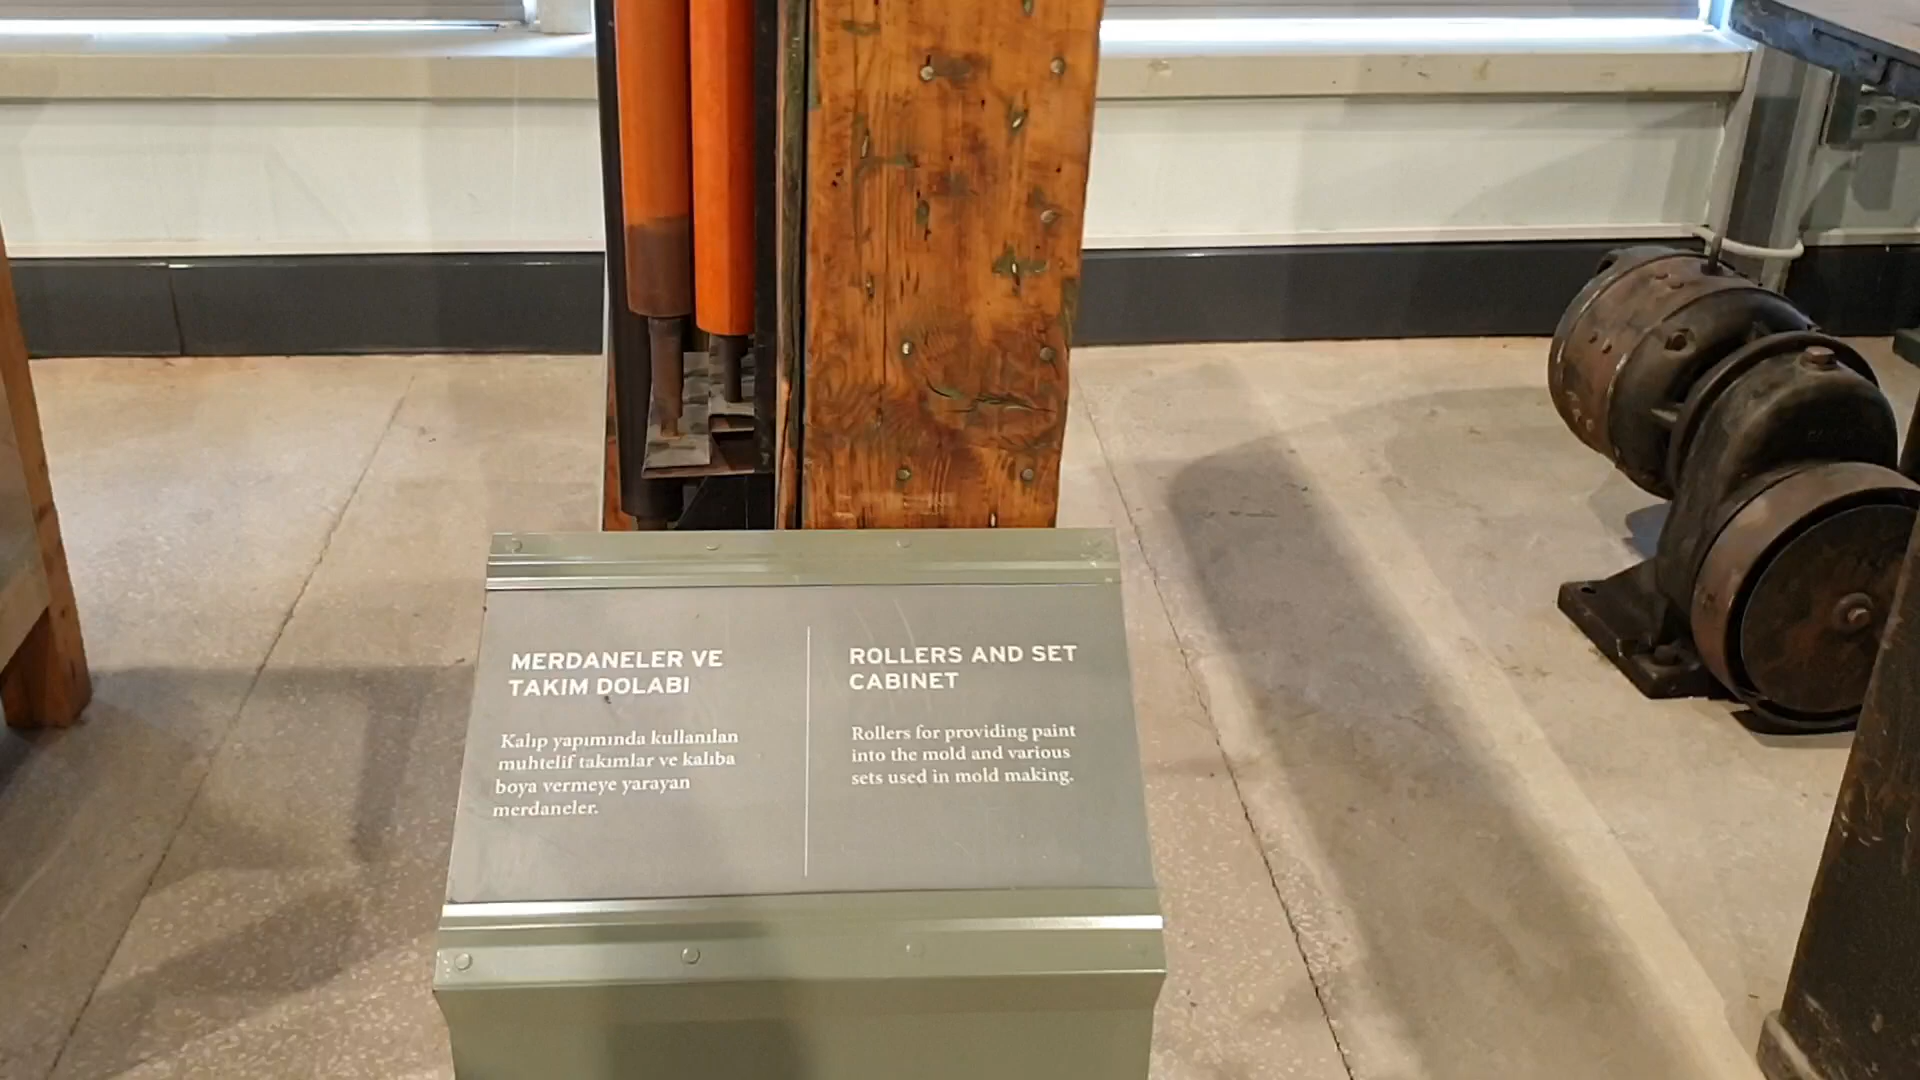 MERDANELER VE
TAKIM DOLABI
Kalıp yapımında kullanılan
muhtelif takımlar ve kalıba
boya vermeye yarayan
merdaneler.
ROLLERS AND SET
CABINET
Rollers for providing paint
into the mold and various
sets used in mold making.